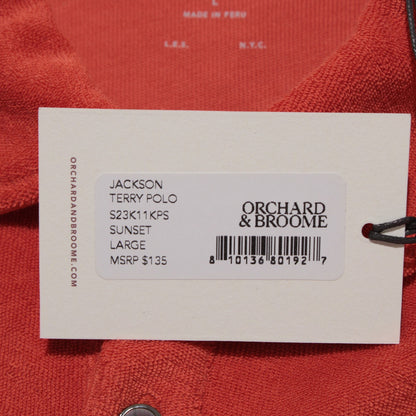 L
MADE IN PERU
L.E.S. N.Y.C.
ORCHARDANDBROOME.COM
JACKSON
TERRY POLO
S23K11KPS
SUNSET
LARGE
MSRP $135
ORCHARD
& BROOME
8 10136 80192 7